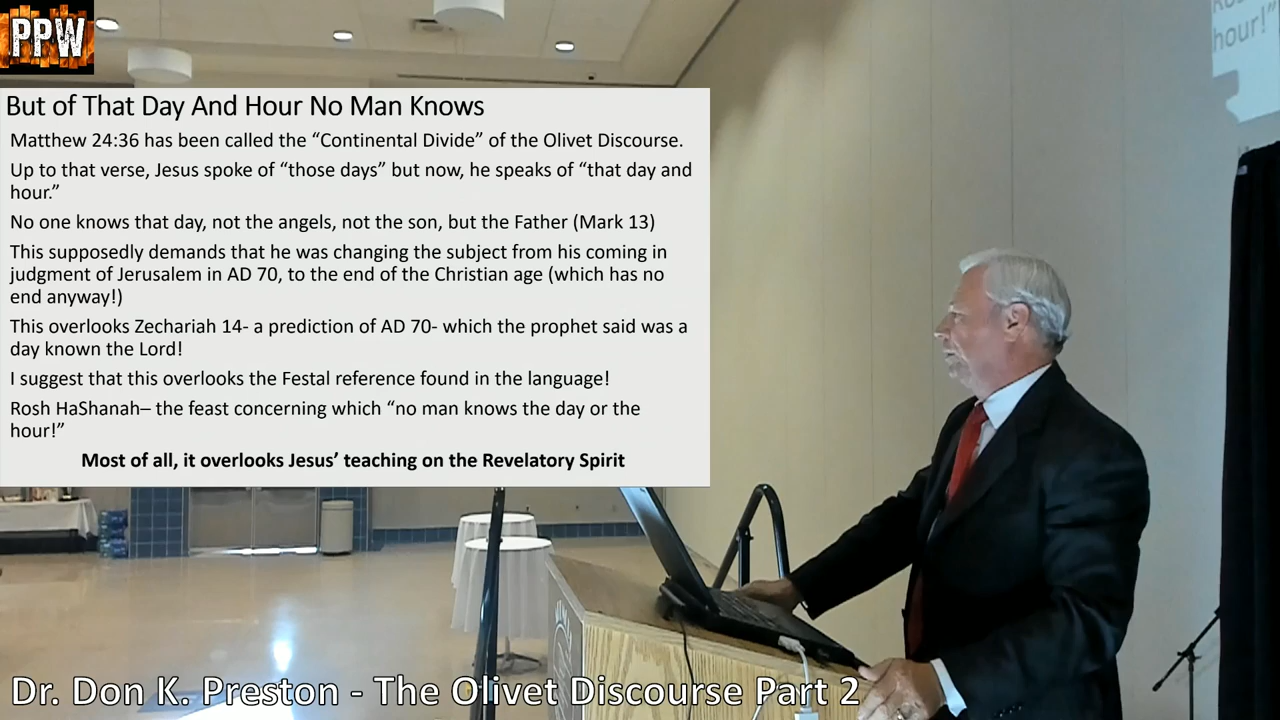 PPW
But of That Day And Hour No Man Knows
Matthew 24:36 has been called the “Continental Divide” of the Olivet Discourse.
Up to that verse, Jesus spoke of “those days” but now, he speaks of “that day and
hour.”
No one knows that day, not the angels, not the son, but the Father (Mark 13)
This supposedly demands that he was changing the subject from his coming in
judgment of Jerusalem in AD 70, to the end of the Christian age (which has no
end anyway!)
This overlooks Zechariah 14- a prediction of AD 70- which the prophet said was a
day known the Lord!
I suggest that this overlooks the Festal reference found in the language!
Rosh HaShanah– the feast concerning which “no man knows the day or the
hour!”
Most of all, it overlooks Jesus’ teaching on the Revelatory Spirit
hour!”
Dr. Don K. Preston - The Olivet Discourse Part 2